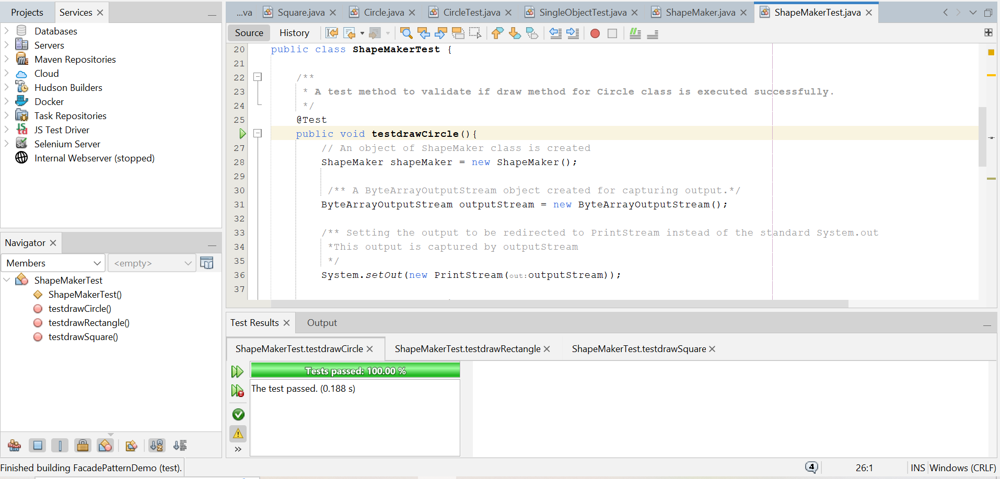 Projects
Services
Databases
Servers
Maven Repositories
Cloud
Hudson Builders
Docker
Task Repositories
JS Test Driver
Selenium Server
Internal Webserver (stopped)
Navigator
Members
<empty>
ShapeMakerTest
ShapeMakerTest()
testdrawCircle()
testdrawRectangle()
testdrawSquare()
...va
Square.java
Circle.java
CircleTest.java
SingleObjectTest.java
ShapeMaker.java
ShapeMakerTest.java
Source
History
20 public class ShapeMakerTest {
21
22 /**
23 * A test method to validate if draw method for Circle class is executed successfully.
24 */
25 @Test
public void testdrawCircle(){
27 // An object of ShapeMaker class is created
28 ShapeMaker shapeMaker = new ShapeMaker();
29
30 /** A ByteArrayOutputStream object created for capturing output.*/
31 ByteArrayOutputStream outputStream = new ByteArrayOutputStream();
32
33 /** Setting the output to be redirected to PrintStream instead of the standard System.out
34 *This output is captured by outputStream
35 */
36 System.setOut(new PrintStream(out:outputStream));
37
Test Results
Output
ShapeMakerTest.testdrawCircle
ShapeMakerTest.testdrawRectangle
ShapeMakerTest.testdrawSquare
Tests passed: 100.00 %
The test passed. (0.188 s)
Finished building FacadePatternDemo (test).
4
26:1
INS
Windows (CRLF)